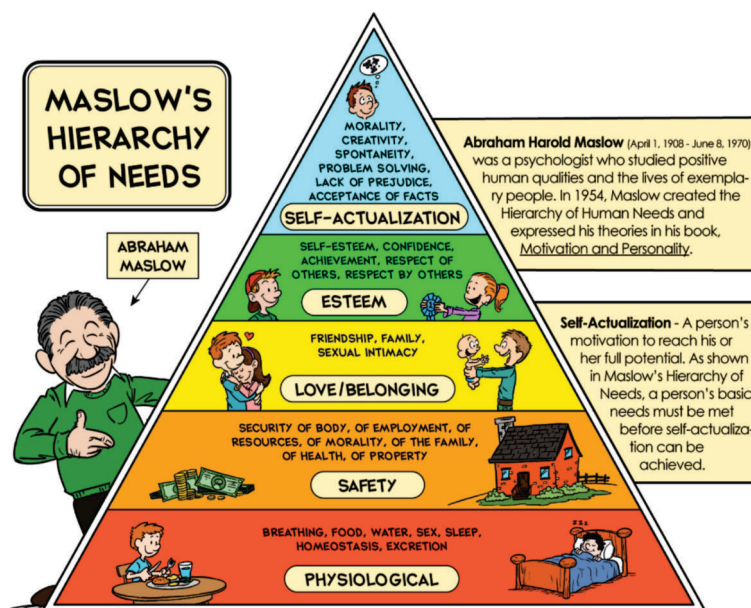 MASLOW'S
HIERARCHY
OF NEEDS
ABRAHAM
MASLOW
MORALITY,
CREATIVITY,
SPONTANEITY,
PROBLEM SOLVING,
LACK OF PREJUDICE,
ACCEPTANCE OF FACTS
SELF-ACTUALIZATION
SELF-ESTEEM, CONFIDENCE,
ACHIEVEMENT, RESPECT OF
OTHERS, RESPECT BY OTHERS
ESTEEM
FRIENDSHIP, FAMILY,
SEXUAL INTIMACY
LOVE/BELONGING
SECURITY OF BODY, OF EMPLOYMENT, OF
RESOURCES, OF MORALITY, OF THE FAMILY,
OF HEALTH, OF PROPERTY
SAFETY
BREATHING, FOOD, WATER, SEX, SLEEP,
HOMEOSTASIS, EXCRETION
PHYSIOLOGICAL
zzz
Abraham Harold Maslow (April 1, 1908 - June 8, 1970)
was a psychologist who studied positive
human qualities and the lives of exempla-
ry people. In 1954, Maslow created the
Hierarchy of Human Needs and
expressed his theories in his book,
Motivation and Personality.
Self-Actualization - A person's
motivation to reach his or
her full potential. As shown
in Maslow's Hierarchy of
Needs, a person's basic
needs must be met
before self-actualiza-
tion can be
achieved.